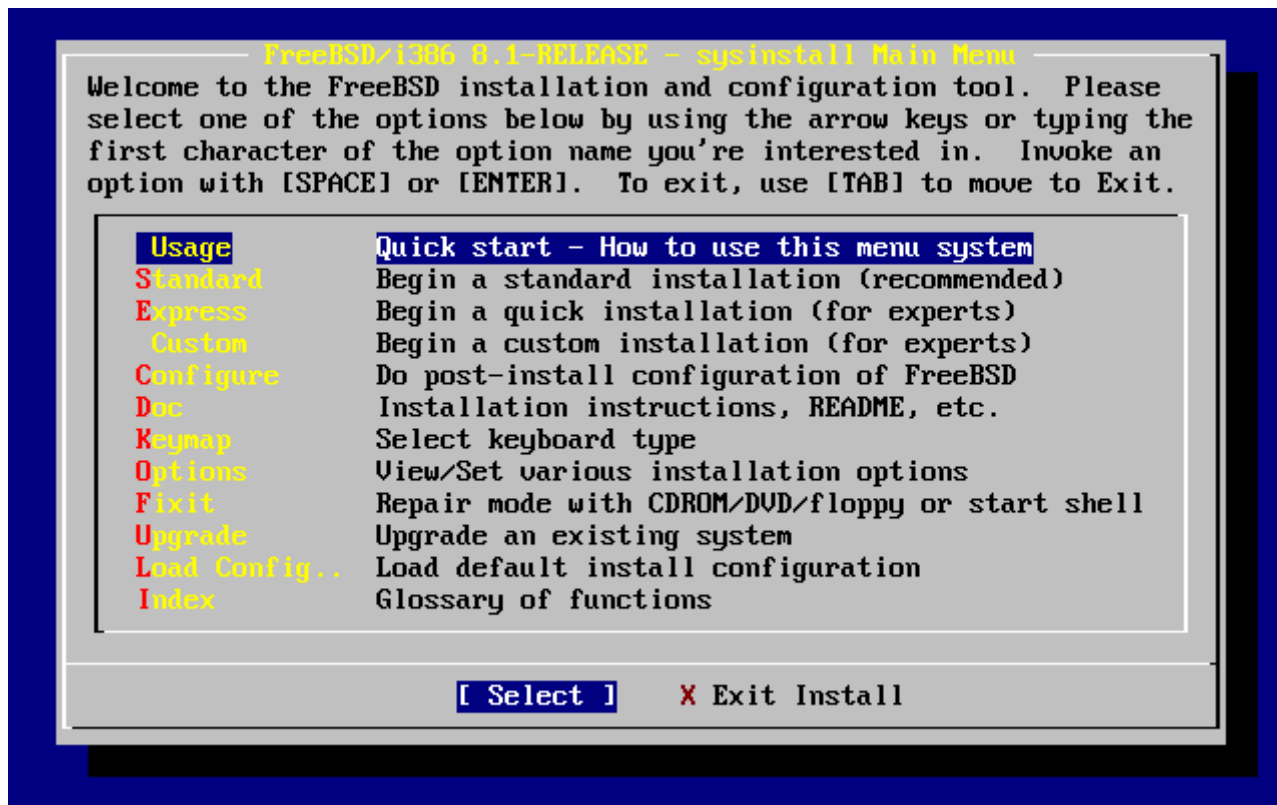 FreeBSD/i386 8.1-RELEASE - sysinstall Main Menu
Welcome to the FreeBSD installation and configuration tool.  Please
select one of the options below by using the arrow keys or typing the
first character of the option name you're interested in.  Invoke an
option with [SPACE] or [ENTER].  To exit, use [TAB] to move to Exit.
Usage Quick start - How to use this menu system
Standard Begin a standard installation (recommended)
Express Begin a quick installation (for experts)
Custom Begin a custom installation (for experts)
Configure Do post-install configuration of FreeBSD
Doc Installation instructions, README, etc.
Keymap Select keyboard type
Options View/Set various installation options
Fixit Repair mode with CDROM/DVD/floppy or start shell
Upgrade Upgrade an existing system
Load Config.. Load default install configuration
Index Glossary of functions
[ Select ] X Exit Install